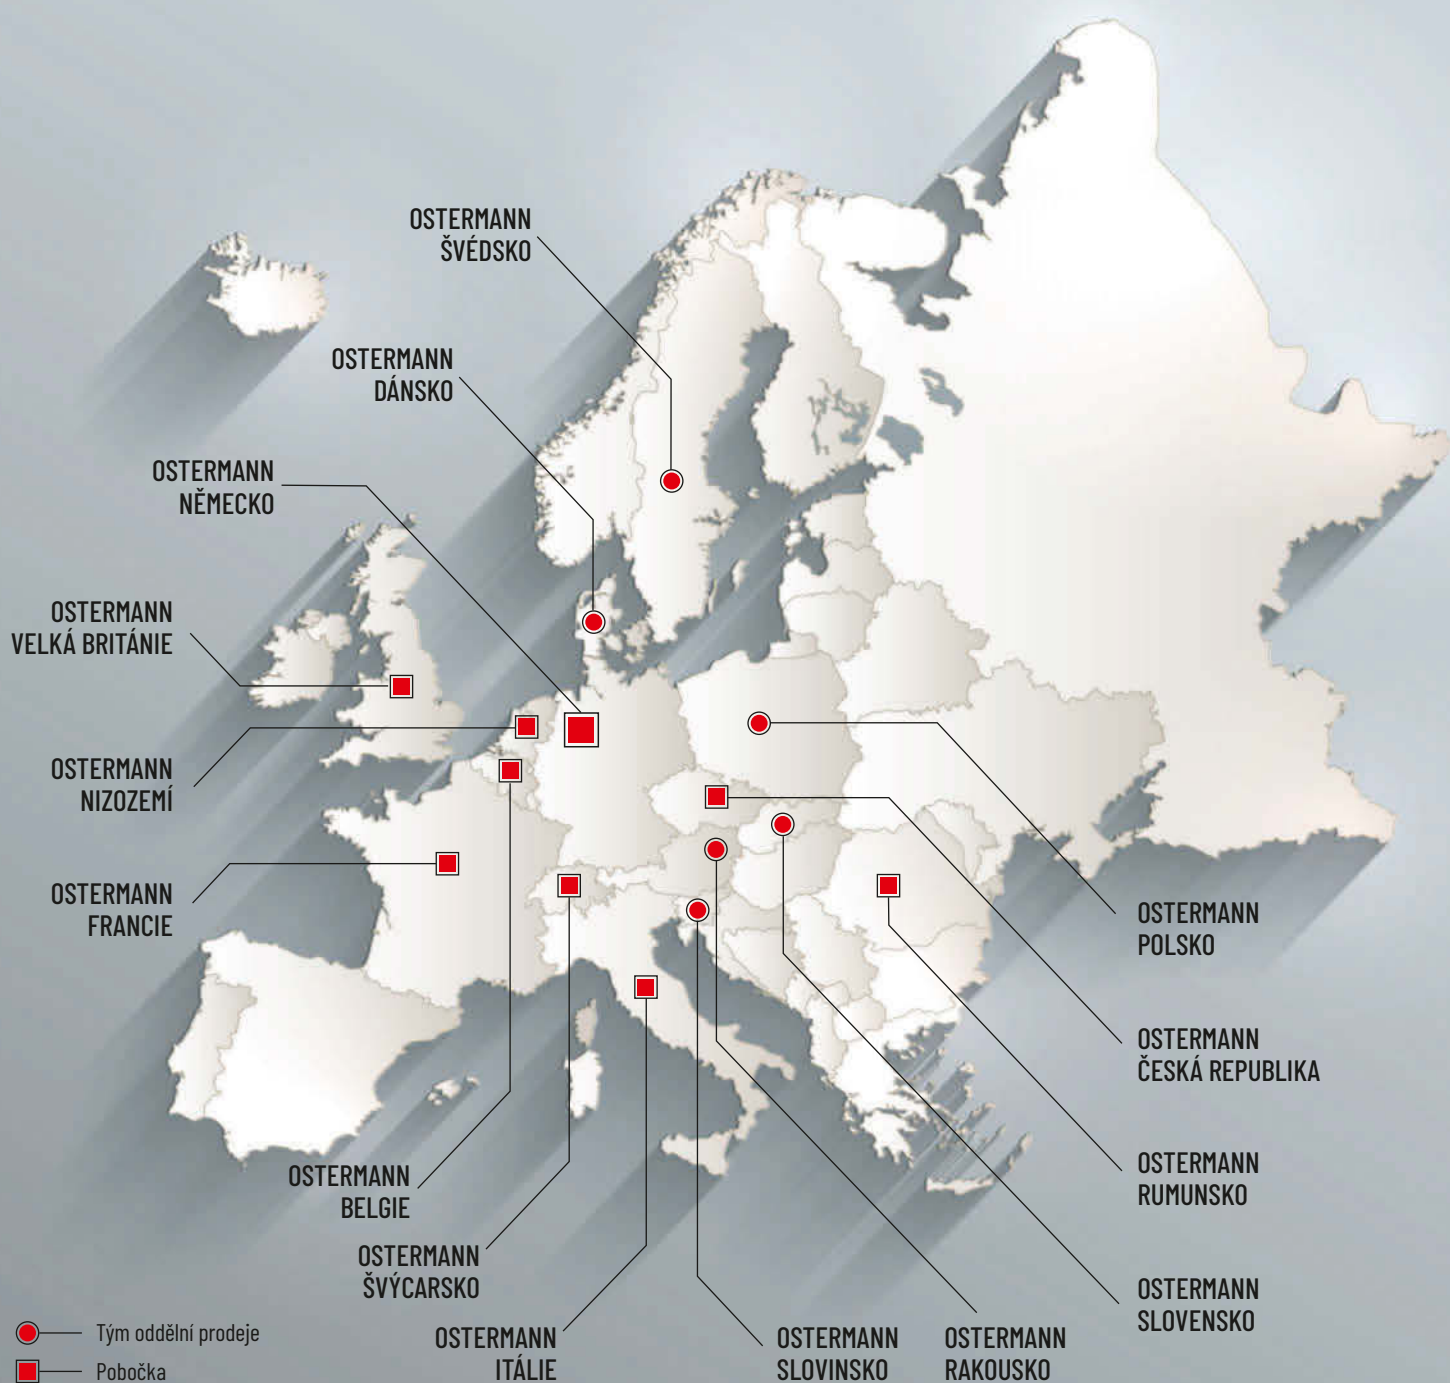 OSTERMANN
ŠVÉDSKO
OSTERMANN
DÁNSKO
OSTERMANN
NĚMECKO
OSTERMANN
VELKÁ BRITÁNIE
OSTERMANN
NIZOZEMÍ
OSTERMANN
FRANCIE
OSTERMANN
POLSKO
OSTERMANN
ČESKÁ REPUBLIKA
OSTERMANN
RUMUNSKO
OSTERMANN
BELGIE
OSTERMANN
ŠVÝCARSKO
OSTERMANN
SLOVENSKO
OSTERMANN
ITÁLIE
OSTERMANN
SLOVINSKO
OSTERMANN
RAKOUSKO
Tým oddělní prodeje
Pobočka